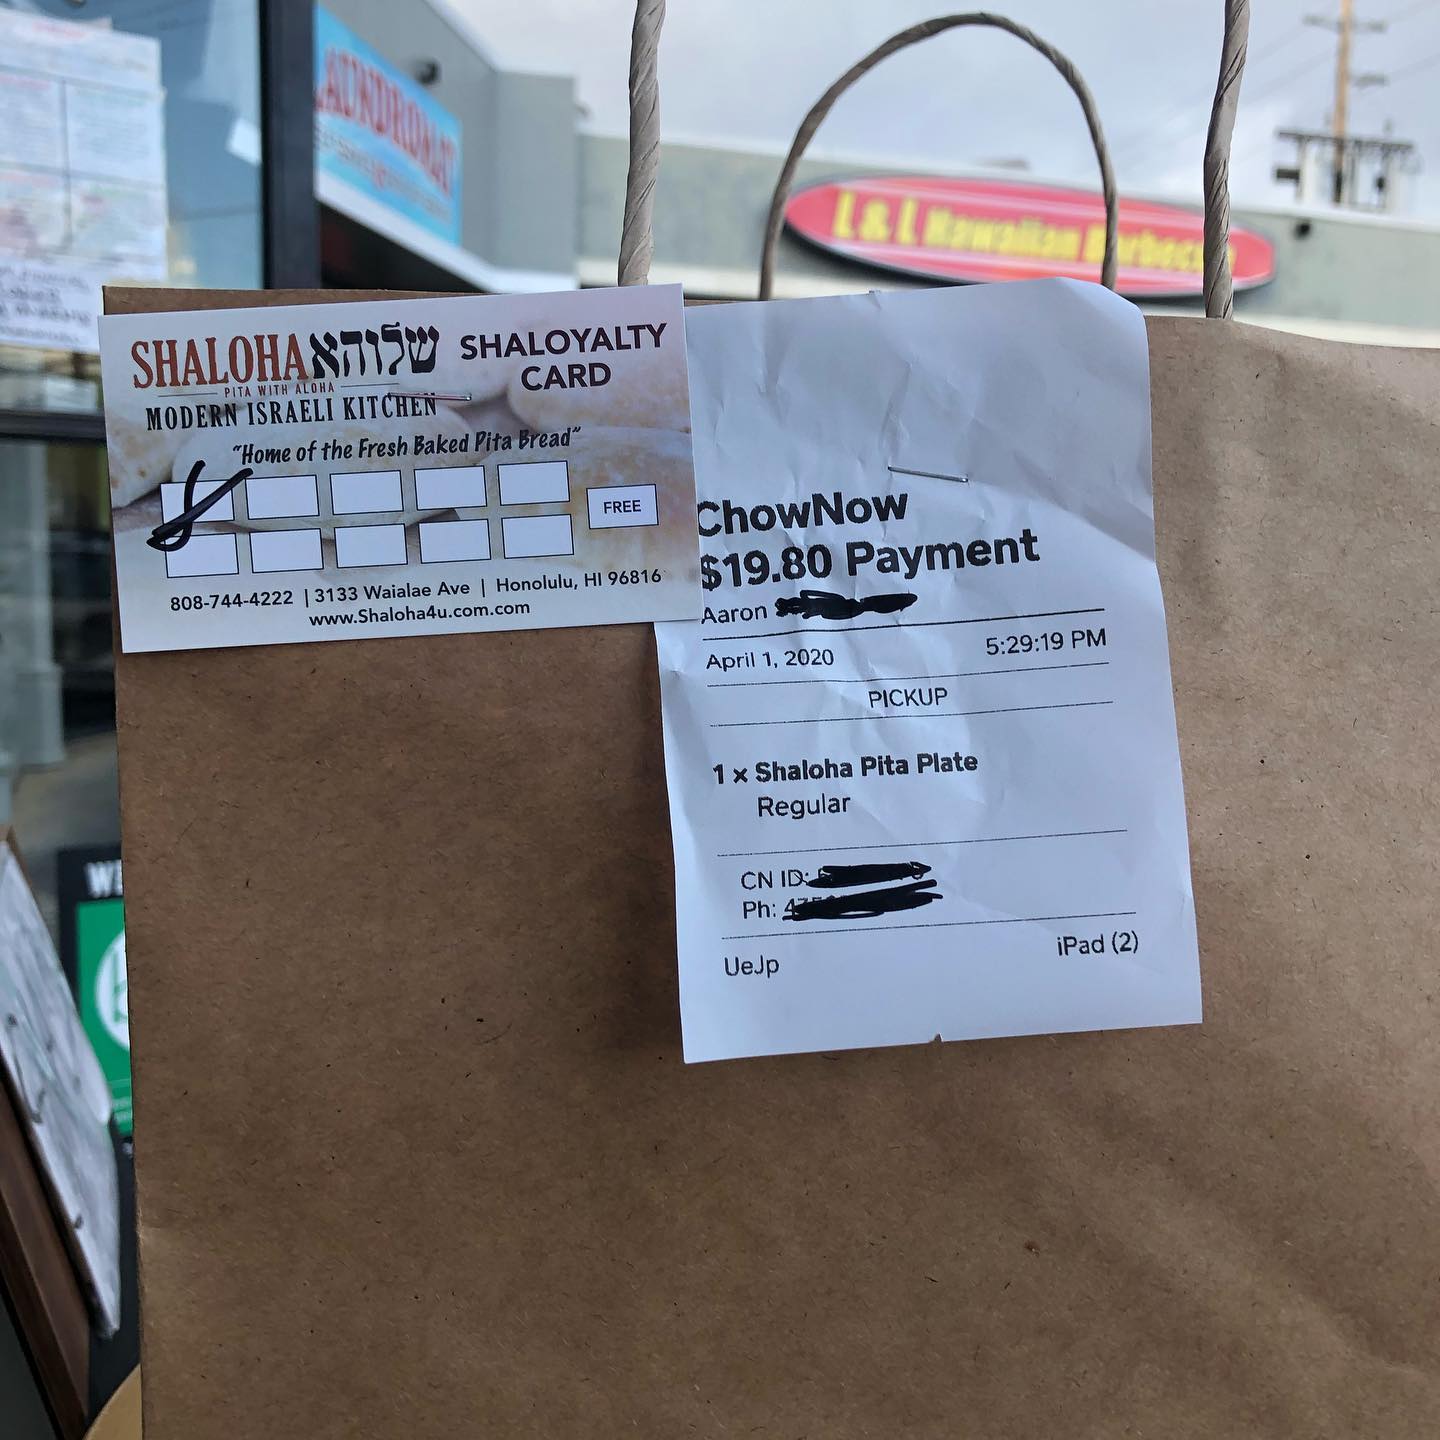 LAUNDROMAT
L & L Hawaiian Barbecue
SHALOHA שלוהא
PITA WITH ALOHA
MODERN ISRAELI KITCHEN
SHALOYALTY
CARD
"Home of the Fresh Baked Pita Bread"
FREE
808-744-4222 | 3133 Waialae Ave | Honolulu, HI 96816
www.Shaloha4u.com.com
ChowNow
$19.80 Payment
Aaron
April 1, 2020 5:29:19 PM
PICKUP
1 x Shaloha Pita Plate
Regular
CN ID:
Ph:
UeJp iPad (2)